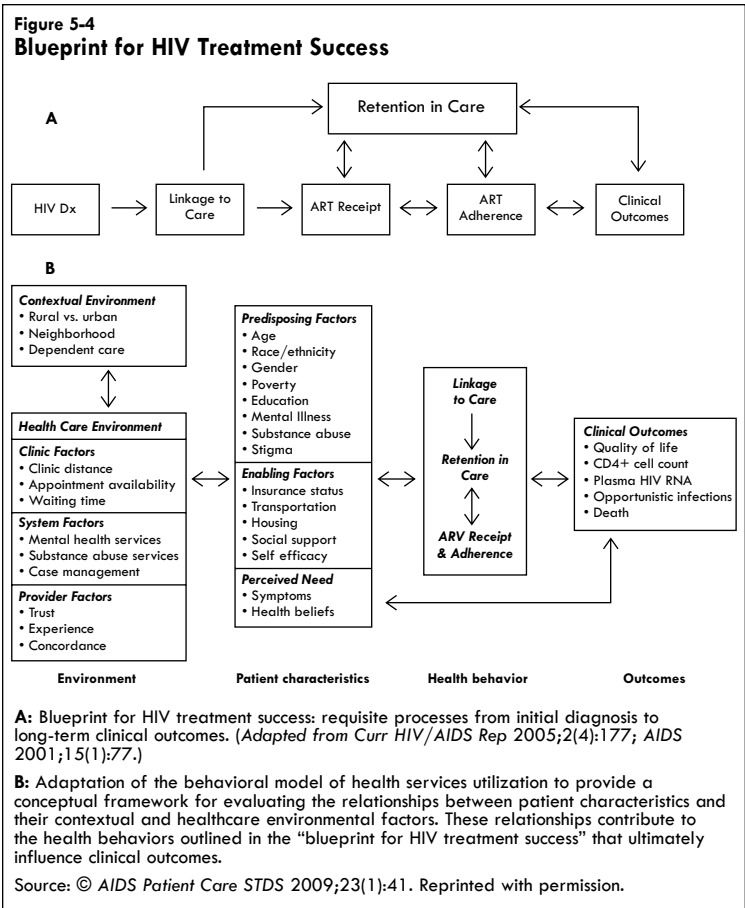 Figure 5-4
Blueprint for HIV Treatment Success
A
Retention in Care
HIV Dx
Linkage to
Care
ART Receipt
ART
Adherence
Clinical
Outcomes
B
Contextual Environment
• Rural vs. urban
• Neighborhood
• Dependent care
Health Care Environment
Clinic Factors
• Clinic distance
• Appointment availability
• Waiting time
System Factors
• Mental health services
• Substance abuse services
• Case management
Provider Factors
• Trust
• Experience
• Concordance
Environment
Predisposing Factors
• Age
• Race/ethnicity
• Gender
• Poverty
• Education
• Mental Illness
• Substance abuse
• Stigma
Enabling Factors
• Insurance status
• Transportation
• Housing
• Social support
• Self efficacy
Perceived Need
• Symptoms
• Health beliefs
Patient characteristics
Linkage
to Care
Retention in
Care
ARV Receipt
& Adherence
Health behavior
Clinical Outcomes
• Quality of life
• CD4+ cell count
• Plasma HIV RNA
• Opportunistic infections
• Death
Outcomes
A: Blueprint for HIV treatment success: requisite processes from initial diagnosis to
long-term clinical outcomes. (Adapted from Curr HIV/AIDS Rep 2005;2(4):177; AIDS
2001;15(1):77.)
B: Adaptation of the behavioral model of health services utilization to provide a
conceptual framework for evaluating the relationships between patient characteristics and
their contextual and healthcare environmental factors. These relationships contribute to
the health behaviors outlined in the “blueprint for HIV treatment success” that ultimately
influence clinical outcomes.
Source: © AIDS Patient Care STDS 2009;23(1):41. Reprinted with permission.